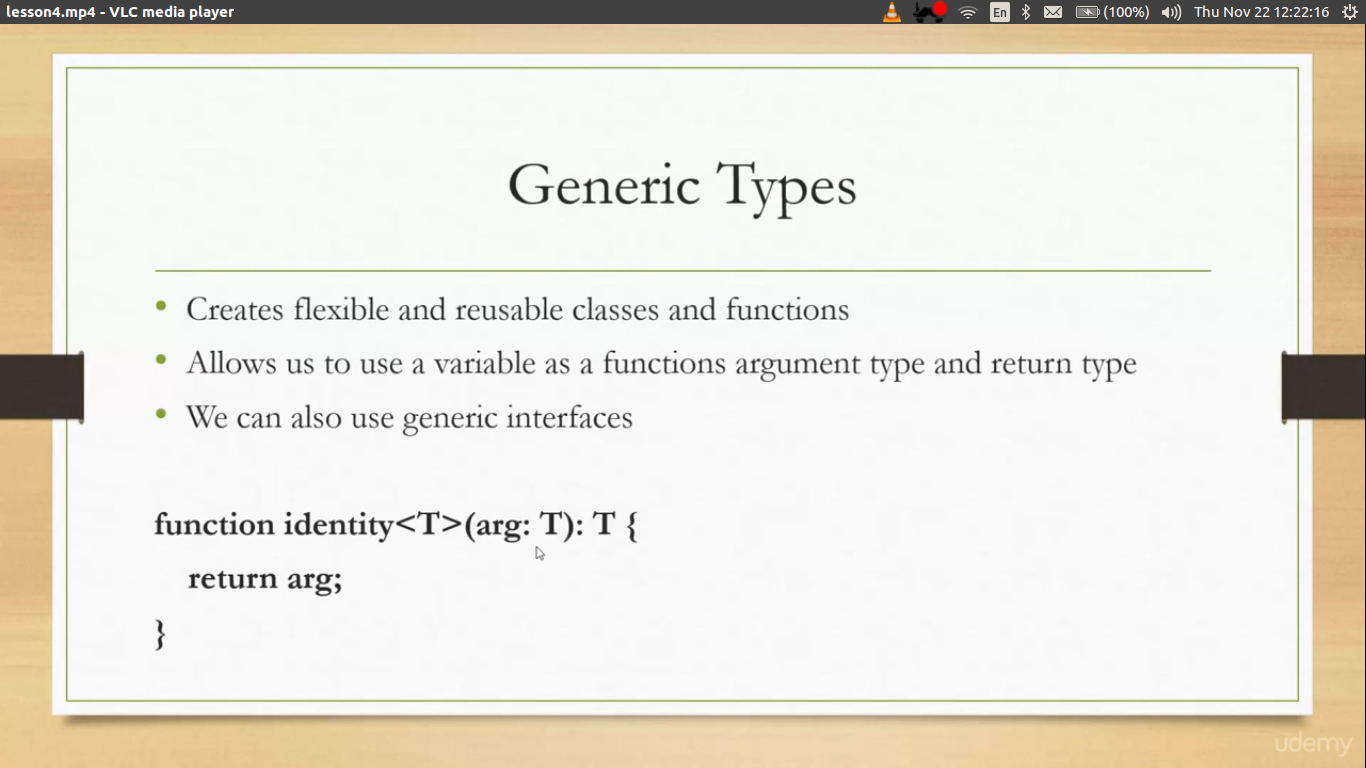 lesson4.mp4 - VLC media player
En
(100%)
Thu Nov 22 12:22:16
Generic Types
• Creates flexible and reusable classes and functions
• Allows us to use a variable as a functions argument type and return type
• We can also use generic interfaces
function identity<T>(arg: T): T {
return arg;
}
udemy